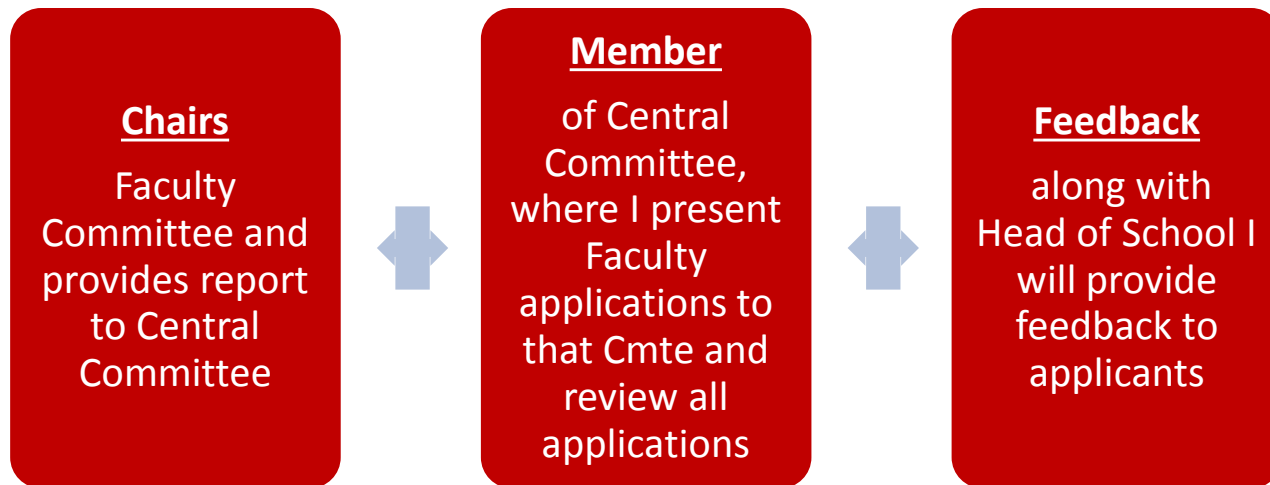 Chairs
Faculty
Committee and
provides report
to Central
Committee
Member
of Central
Committee,
where I present
Faculty
applications to
that Cmte and
review all
applications
Feedback
along with
Head of School I
will provide
feedback to
applicants